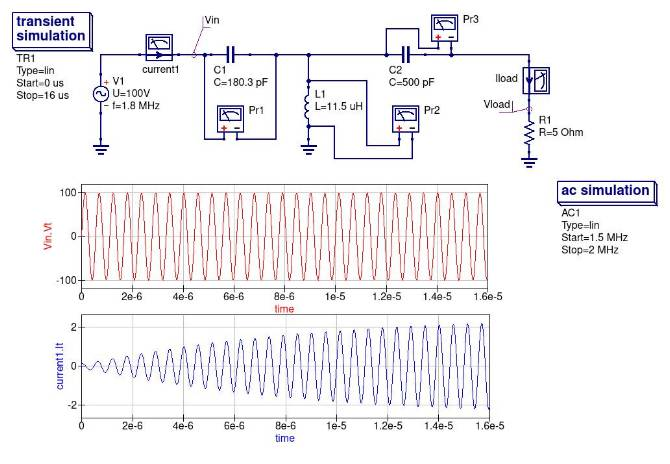 transient
simulation
TR1
Type=lin
Start=0 us
Stop=16 us
V1
U=100V
f=1.8 MHz
+
−
current1
Vin
C1
C=180.3 pF
Pr1
+ −
L1
L=11.5 uH
Pr2
+ −
C2
C=500 pF
Pr3
+ −
Iload
Vload
R1
R=5 Ohm
ac simulation
AC1
Type=lin
Start=1.5 MHz
Stop=2 MHz
Vin.Vt
100
0
-100
0 2e-6 4e-6 6e-6 8e-6 1e-5 1.2e-5 1.4e-5 1.6e-5
time
current1.It
2
0
-2
0 2e-6 4e-6 6e-6 8e-6 1e-5 1.2e-5 1.4e-5 1.6e-5
time